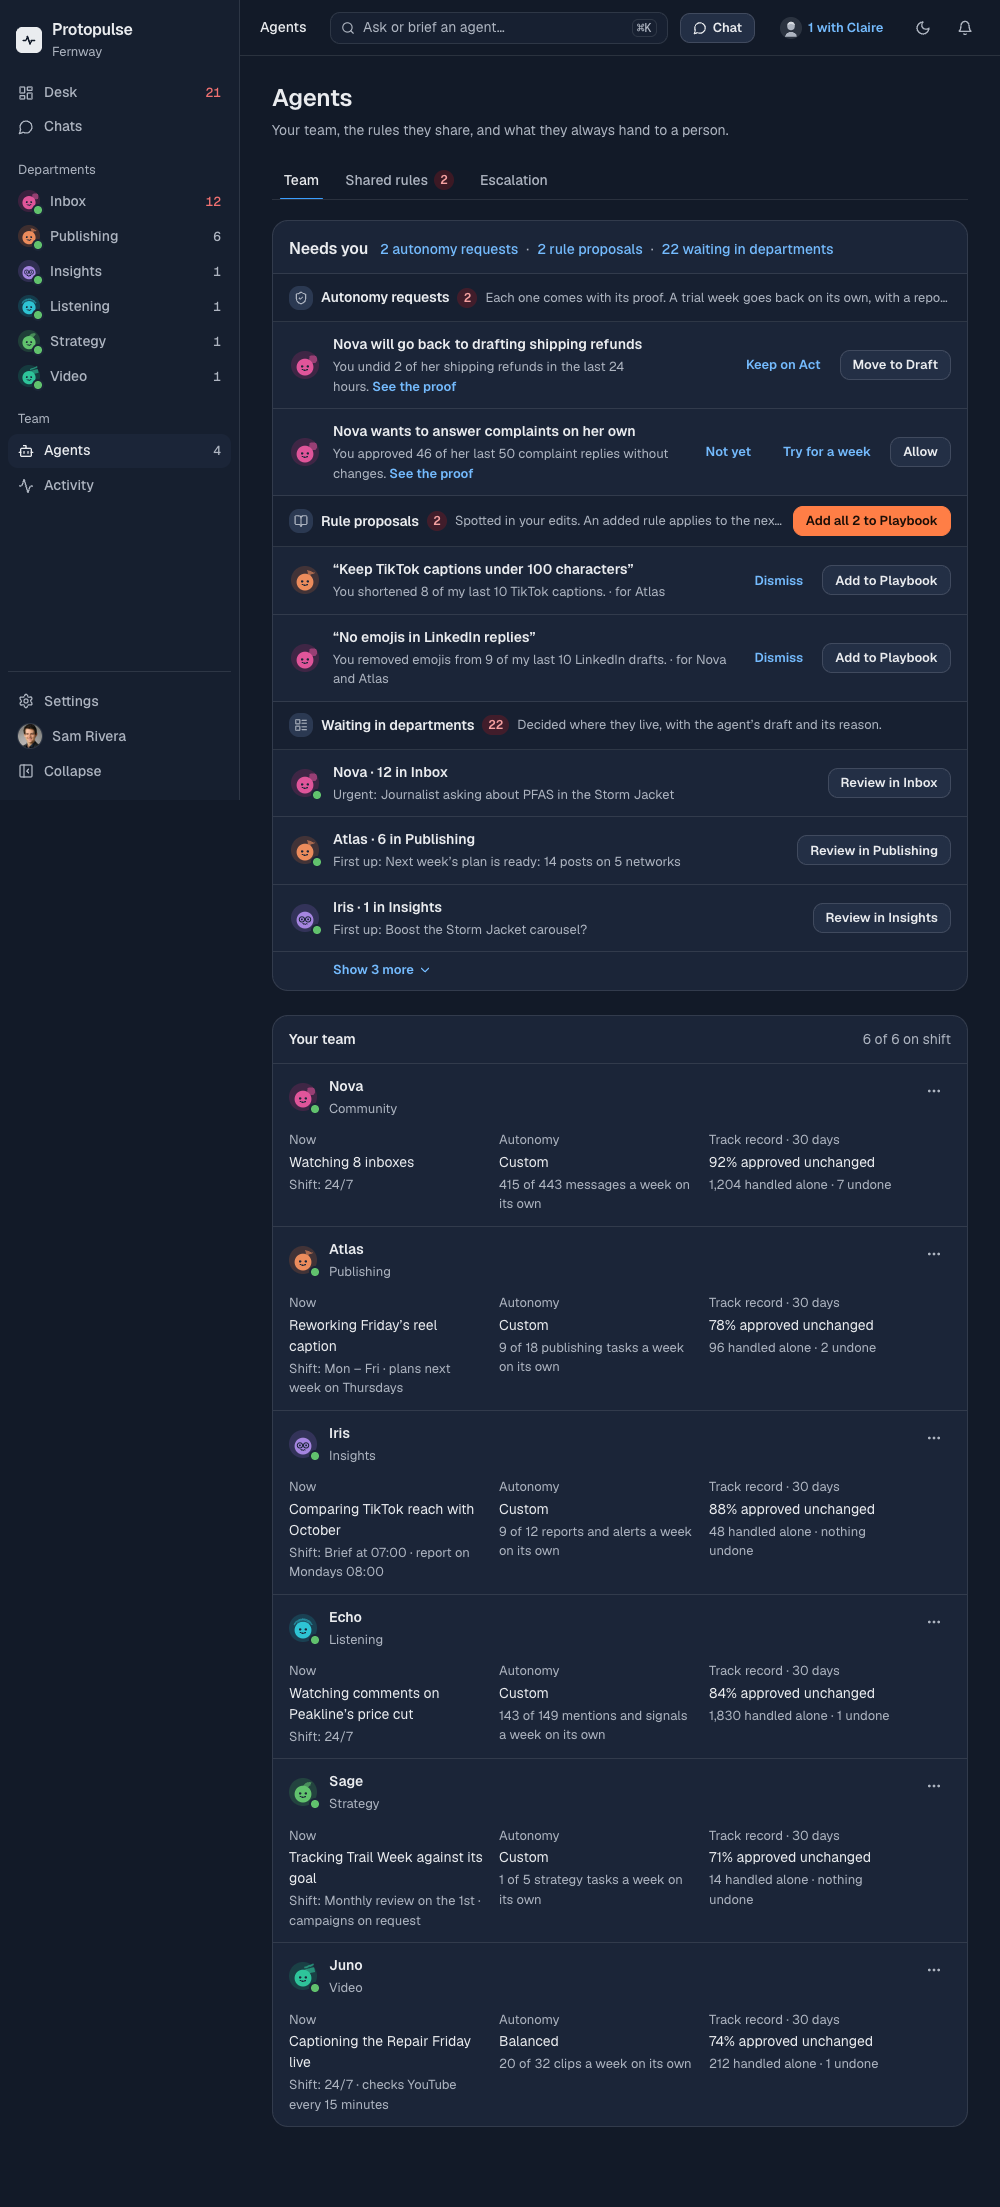 Protopulse
Fernway
Desk 21
Chats
Departments
Inbox 12
Publishing 6
Insights 1
Listening 1
Strategy 1
Video 1
Team
Agents 4
Activity
Settings
Sam Rivera
Collapse
Agents
Ask or brief an agent…
⌘K
Chat
1 with Claire
Agents
Your team, the rules they share, and what they always hand to a person.
Team
Shared rules 2
Escalation
Needs you 2 autonomy requests · 2 rule proposals · 22 waiting in departments
Autonomy requests 2 Each one comes with its proof. A trial week goes back on its own, with a repo…
Nova will go back to drafting shipping refunds
You undid 2 of her shipping refunds in the last 24
hours. See the proof
Keep on Act
Move to Draft
Nova wants to answer complaints on her own
You approved 46 of her last 50 complaint replies without
changes. See the proof
Not yet
Try for a week
Allow
Rule proposals 2 Spotted in your edits. An added rule applies to the nex…
Add all 2 to Playbook
“Keep TikTok captions under 100 characters”
You shortened 8 of my last 10 TikTok captions. · for Atlas
Dismiss
Add to Playbook
“No emojis in LinkedIn replies”
You removed emojis from 9 of my last 10 LinkedIn drafts. · for Nova
and Atlas
Dismiss
Add to Playbook
Waiting in departments 22 Decided where they live, with the agent’s draft and its reason.
Nova · 12 in Inbox
Urgent: Journalist asking about PFAS in the Storm Jacket
Review in Inbox
Atlas · 6 in Publishing
First up: Next week’s plan is ready: 14 posts on 5 networks
Review in Publishing
Iris · 1 in Insights
First up: Boost the Storm Jacket carousel?
Review in Insights
Show 3 more
Your team
6 of 6 on shift
Nova
Community
Now
Watching 8 inboxes
Shift: 24/7
Autonomy
Custom
415 of 443 messages a week on
its own
Track record · 30 days
92% approved unchanged
1,204 handled alone · 7 undone
Atlas
Publishing
Now
Reworking Friday’s reel
caption
Shift: Mon – Fri · plans next
week on Thursdays
Autonomy
Custom
9 of 18 publishing tasks a week
on its own
Track record · 30 days
78% approved unchanged
96 handled alone · 2 undone
Iris
Insights
Now
Comparing TikTok reach with
October
Shift: Brief at 07:00 · report on
Mondays 08:00
Autonomy
Custom
9 of 12 reports and alerts a week
on its own
Track record · 30 days
88% approved unchanged
48 handled alone · nothing
undone
Echo
Listening
Now
Watching comments on
Peakline’s price cut
Shift: 24/7
Autonomy
Custom
143 of 149 mentions and signals
a week on its own
Track record · 30 days
84% approved unchanged
1,830 handled alone · 1 undone
Sage
Strategy
Now
Tracking Trail Week against its
goal
Shift: Monthly review on the 1st ·
campaigns on request
Autonomy
Custom
1 of 5 strategy tasks a week on
its own
Track record · 30 days
71% approved unchanged
14 handled alone · nothing
undone
Juno
Video
Now
Captioning the Repair Friday
live
Shift: 24/7 · checks YouTube
every 15 minutes
Autonomy
Balanced
20 of 32 clips a week on its own
Track record · 30 days
74% approved unchanged
212 handled alone · 1 undone